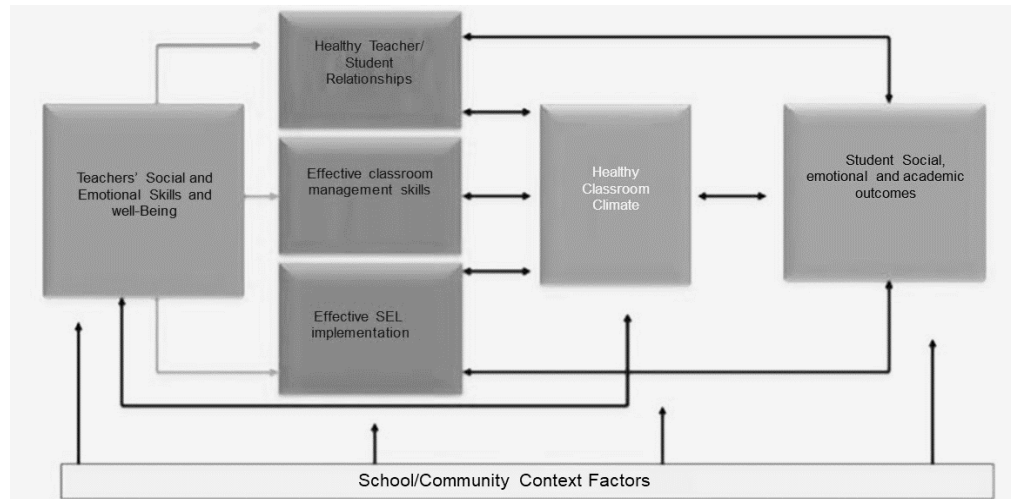 Healthy Teacher/
Student
Relationships
Teachers' Social and
Emotional Skills and
well-Being
Effective classroom
management skills
Healthy
Classroom
Climate
Student Social,
emotional and academic
outcomes
Effective SEL
implementation
School/Community Context Factors